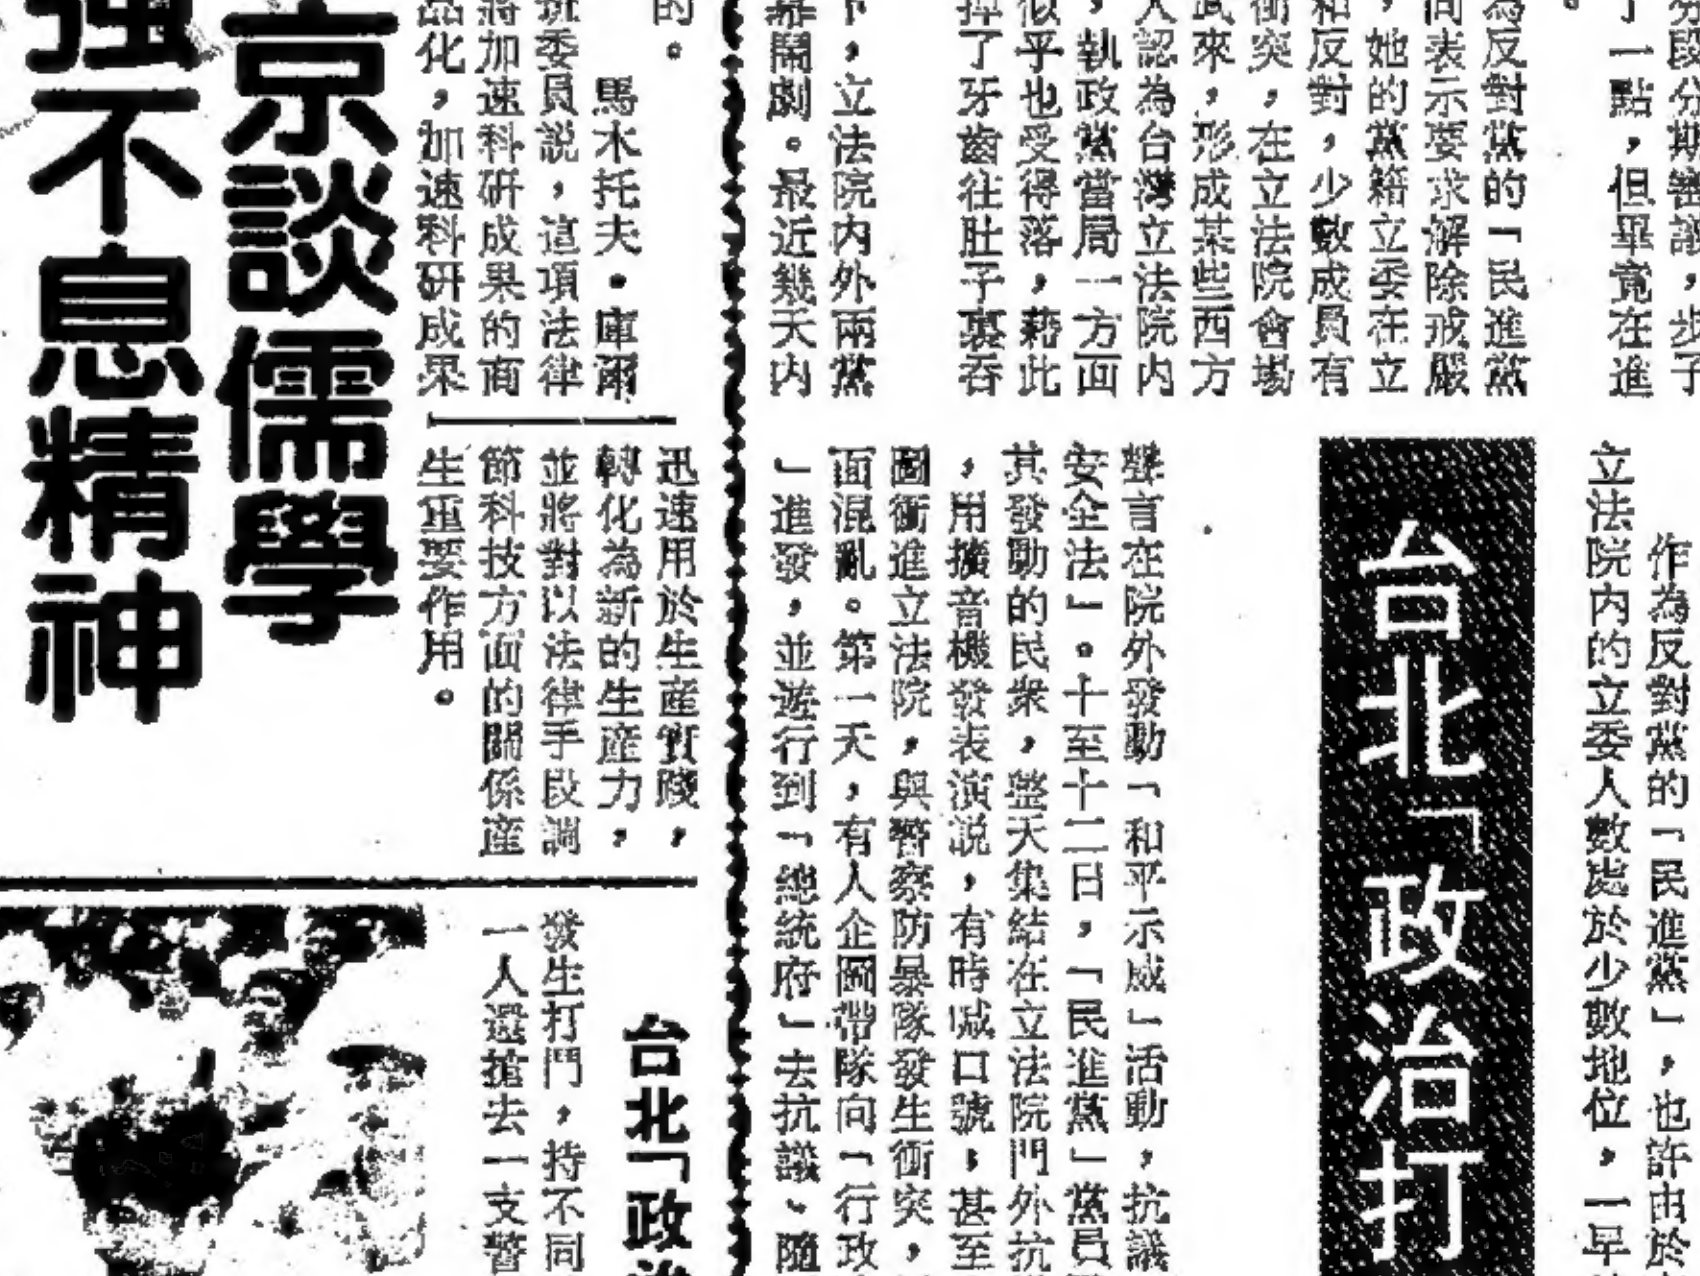 分段分期審議，步子
了一點，但畢竟在進
。
為反對黨的「民進黨
向表示要求解除戒嚴
，她的黨籍立委在立
和反對，少數成員有
衝突，在立法院會場
武來，形成某些西方
人認為台灣立法院內
，執政黨當局一方面
似乎也受得落，藉此
掉了牙齒往肚子裏吞
下，立法院內外兩黨
鬧劇。最近幾天內
作為反對黨的「民進黨」，也許由於
立法院內的立委人數處於少數地位，一早
台北「政治打
聲言在院外發動「和平示威」活動，抗議
安全法」。十至十二日，「民進黨」黨員
其發動的民眾，整天集結在立法院門外抗
，用擴音機發表演說，有時喊口號；甚至
圖衝進立法院，與警察防暴隊發生衝突，
面混亂。第一天，有人企圖帶隊向「行政
」進發，並遊行到「總統府」去抗議、隨
的。
馬木托夫·庫爾
班委員說，這項法律
將加速科研成果的商
品化，加速科研成果
迅速用於生產實踐，
轉化為新的生產力，
並將對以法律手段調
節科技方面的關係產
生重要作用。
京談儒學
強不息精神
台北「政治
發生打鬥，持不同
一人還搶去一支警